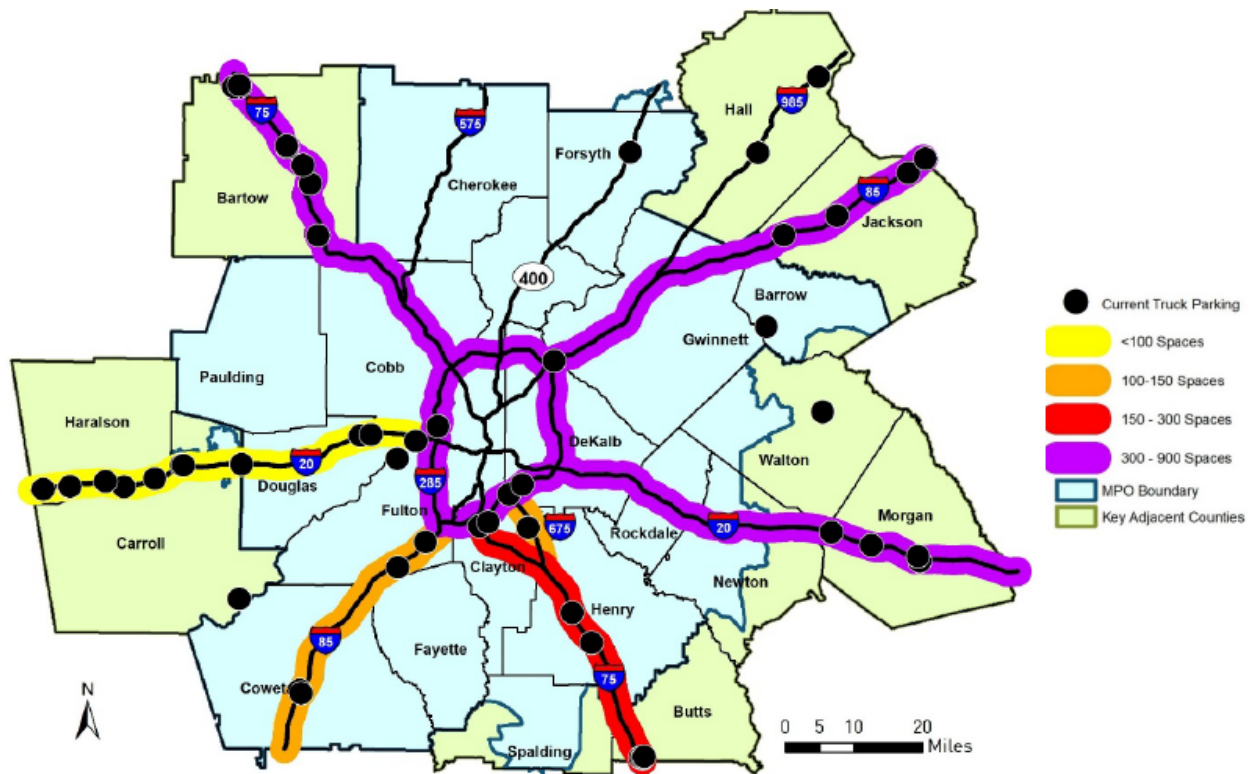 75
575
985
Hall
Forsyth
Cherokee
Bartow
85
Jackson
400
Barrow
Gwinnett
Cobb
Paulding
Haralson
DeKalb
Walton
20
Douglas
285
Fulton
675
Rockdale
20
Morgan
Carroll
Clayton
Newton
Henry
85
Fayette
75
Coweta
Butts
Spalding
N
0 5 10 20
Miles
Current Truck Parking
<100 Spaces
100-150 Spaces
150 - 300 Spaces
300 - 900 Spaces
MPO Boundary
Key Adjacent Counties